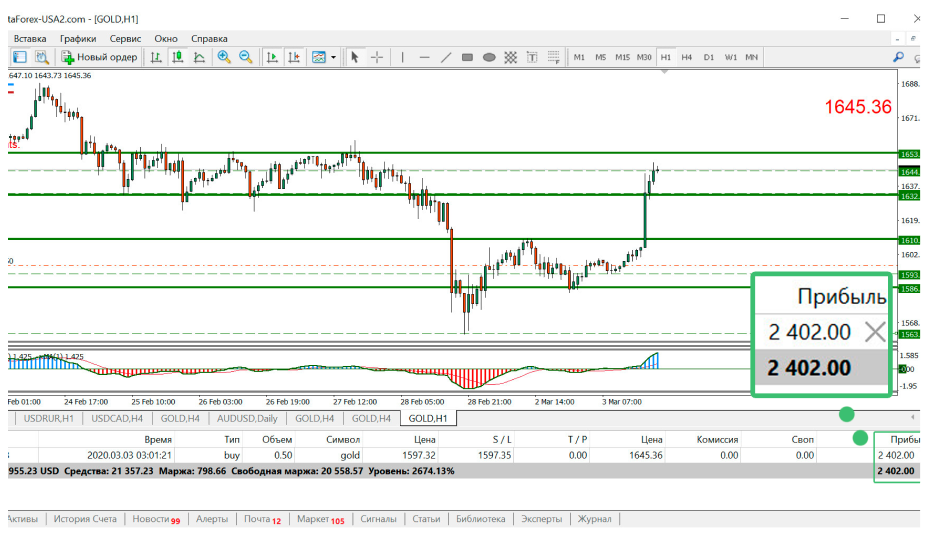 taForex-USA2.com - [GOLD,H1]
Вставка Графики Сервис Окно Справка
Новый ордер M1 M5 M15 M30 H1 H4 D1 W1 MN
647.10 1643.73 1645.36
1688.
1645.36
1671.
ts.
1653.
1644.
1637.
1632.
1619.
1610.
1602.
1593.
1586.
Прибыль
2 402.00
2 402.00
1568.
1563.
1.425 1.425
1.585
-1.95
Feb 01:00 24 Feb 17:00 25 Feb 10:00 26 Feb 03:00 26 Feb 19:00 27 Feb 12:00 28 Feb 05:00 28 Feb 21:00 2 Mar 14:00 3 Mar 07:00
USDRUR,H1 USDCAD,H4 GOLD,H4 AUDUSD,Daily GOLD,H4 GOLD,H4 GOLD,H1
Время Тип Объем Символ Цена S / L T / P Цена Комиссия Своп Прибы
2020.03.03 03:01:21 buy 0.50 gold 1597.32 1597.35 0.00 1645.36 0.00 0.00 2 402.00
955.23 USD Средства: 21 357.23 Маржа: 798.66 Свободная маржа: 20 558.57 Уровень: 2674.13% 2 402.00
Активы История Счета Новости 99 Алерты Почта 12 Маркет 105 Сигналы Статьи Библиотека Эксперты Журнал